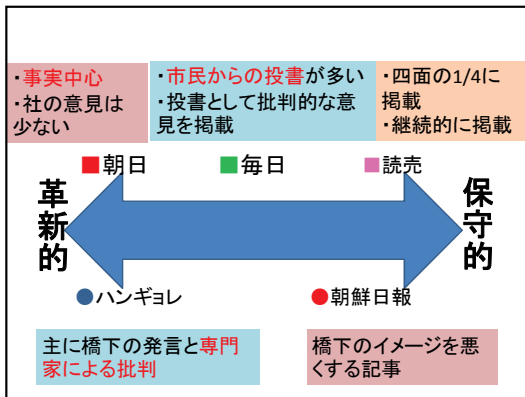 ・事実中心
・社の意見は
少ない
・市民からの投書が多い
・投書として批判的な意
見を掲載
・四面の1/4に
掲載
・継続的に掲載
■朝日
■毎日
■読売
革新的
保守的
●ハンギョレ
●朝鮮日報
主に橋下の発言と専門
家による批判
橋下のイメージを悪
くする記事